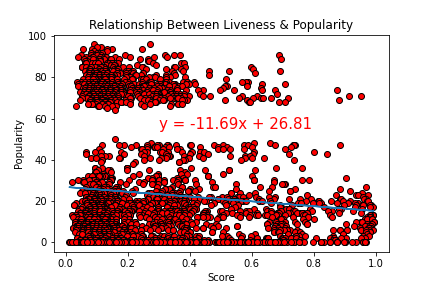 Relationship Between Liveness & Popularity
100
80
60
40
20
0
Popularity
y = -11.69x + 26.81
0.0 0.2 0.4 0.6 0.8 1.0
Score